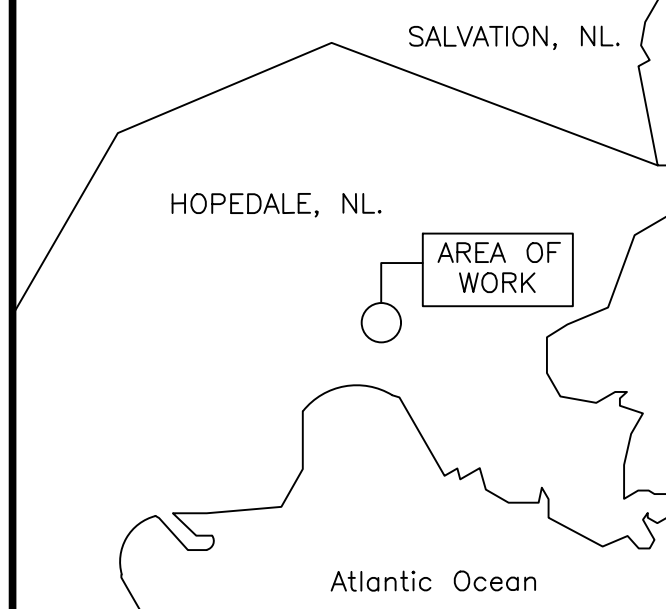 SALVATION, NL.
HOPEDALE, NL.
AREA OF
WORK
Atlantic Ocean